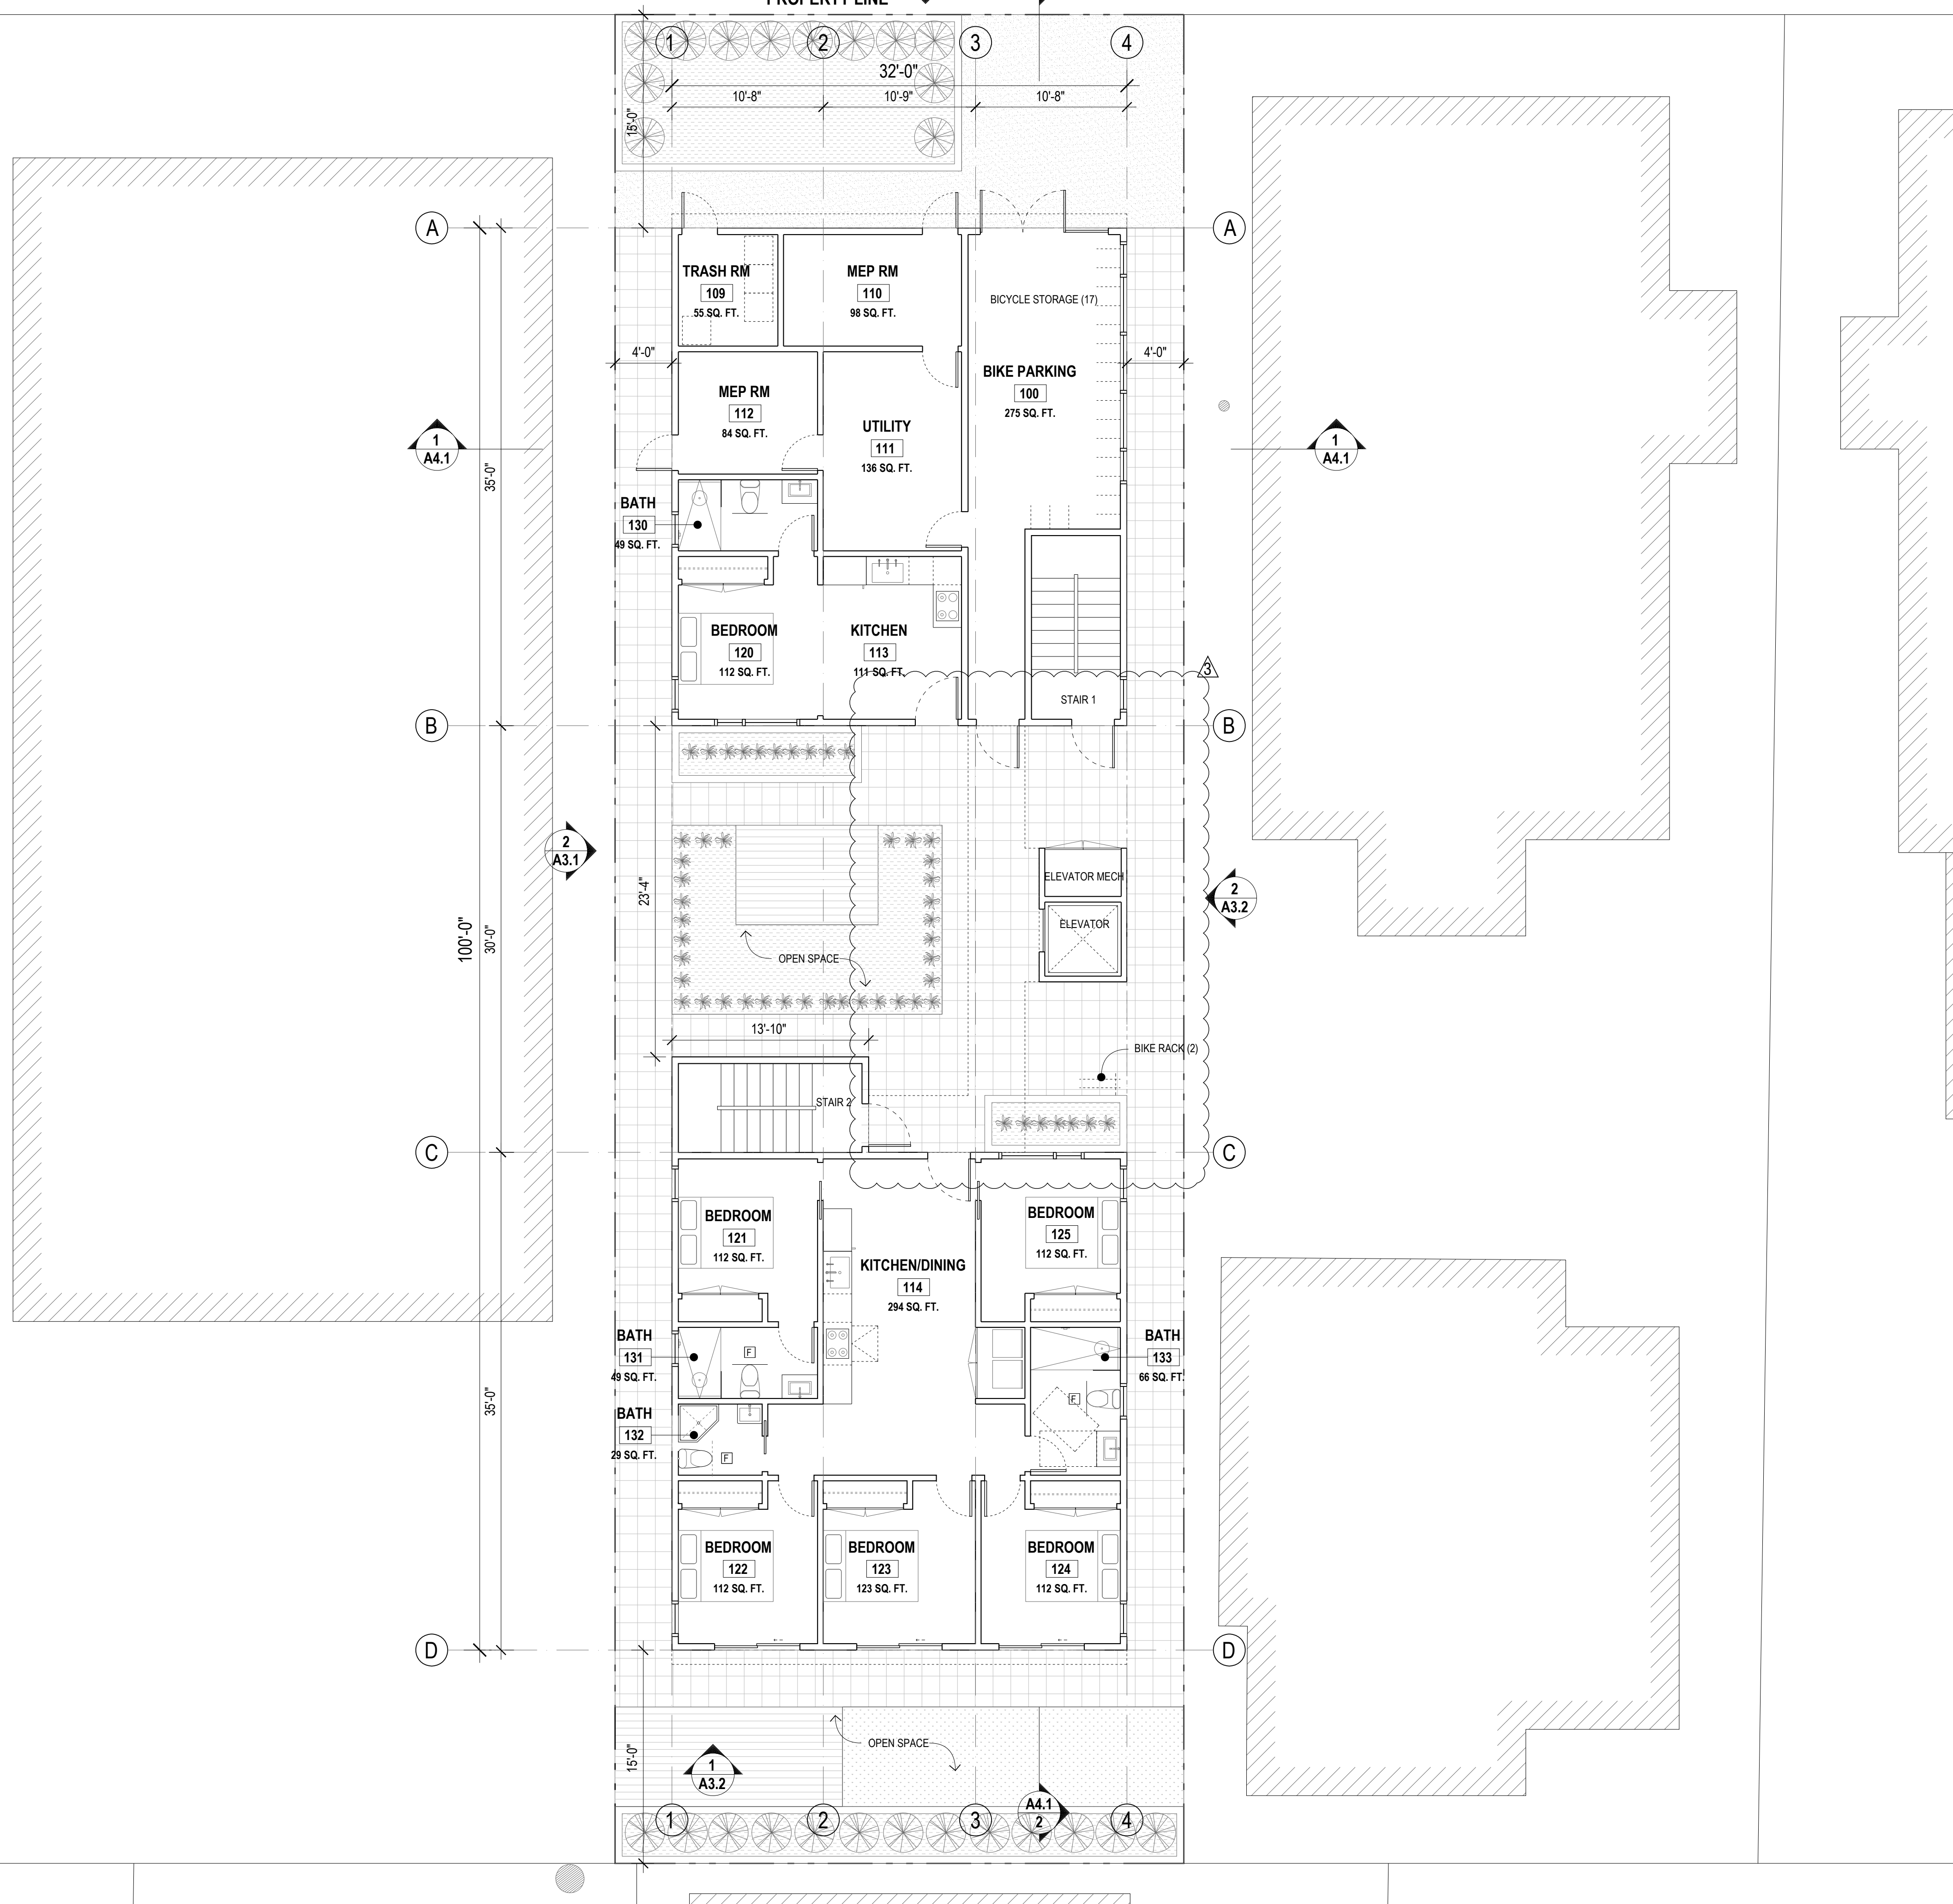 PROPERTY LINE
1
2
3
4
32'-0"
10'-8"
10'-9"
10'-8"
15'-0"
A
A
TRASH RM
109
55 SQ. FT.
MEP RM
110
98 SQ. FT.
BICYCLE STORAGE (17)
4'-0"
4'-0"
BIKE PARKING
100
275 SQ. FT.
MEP RM
112
84 SQ. FT.
UTILITY
111
136 SQ. FT.
1
A4.1
1
A4.1
35'-0"
BATH
130
49 SQ. FT.
BEDROOM
120
112 SQ. FT.
KITCHEN
113
111 SQ. FT.
3
STAIR 1
B
B
2
A3.1
23'-4"
ELEVATOR MECH
ELEVATOR
2
A3.2
100'-0"
30'-0"
OPEN SPACE
13'-10"
BIKE RACK (2)
STAIR 2
C
C
BEDROOM
121
112 SQ. FT.
BEDROOM
125
112 SQ. FT.
KITCHEN/DINING
114
294 SQ. FT.
BATH
131
49 SQ. FT.
F
BATH
133
66 SQ. FT.
F
35'-0"
BATH
132
29 SQ. FT.
F
BEDROOM
122
112 SQ. FT.
BEDROOM
123
123 SQ. FT.
BEDROOM
124
112 SQ. FT.
D
D
15'-0"
OPEN SPACE
1
A3.2
A4.1
2
1
2
3
4